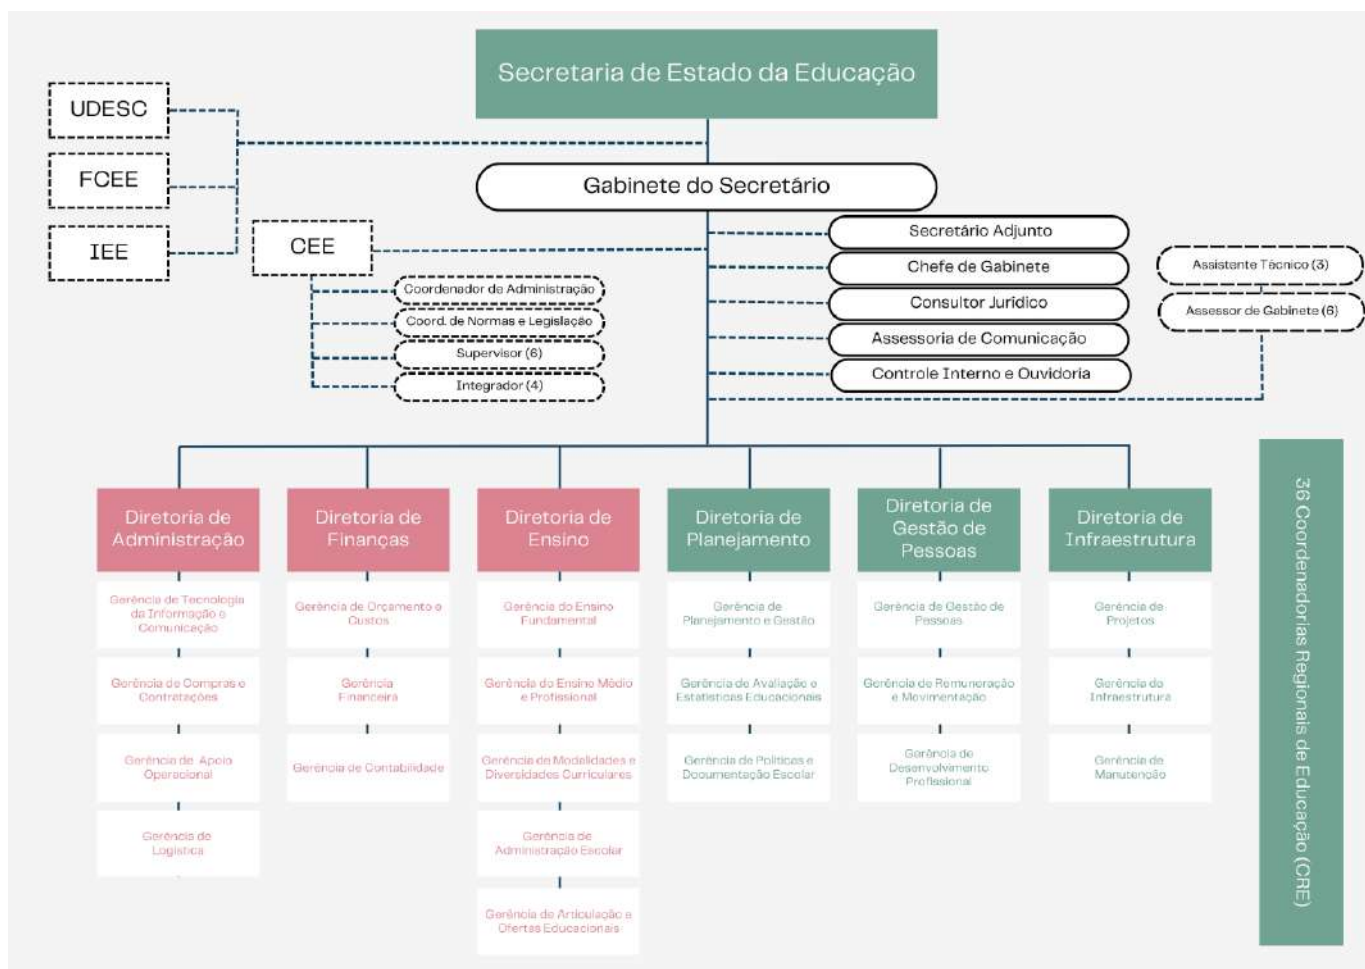 Secretaria de Estado da Educação
UDESC
FCEE
IEE
Gabinete do Secretário
CEE
Coordenador de Administração
Coord. de Normas e Legislação
Supervisor (6)
Integrador (4)
Secretário Adjunto
Chefe de Gabinete
Consultor Jurídico
Assessoria de Comunicação
Controle Interno e Ouvidoria
Assistente Técnico (3)
Assessor de Gabinete (6)
Diretoria de
Administração
Gerência de Tecnologia
da Informação e
Comunicação
Gerência de Compras e
Contratações
Gerência de Apoio
Operacional
Gerência de
Logística
Diretoria de
Finanças
Gerência de Orçamento e
Custos
Gerência
Financeira
Gerência de Contabilidade
Diretoria de
Ensino
Gerência do Ensino
Fundamental
Gerência do Ensino Médio
e Profissional
Gerência de Modalidades e
Diversidades Curriculares
Gerência de
Administração Escolar
Gerência de Articulação e
Ofertas Educacionais
Diretoria de
Planejamento
Gerência de
Planejamento e Gestão
Gerência de Avaliação e
Estatísticas Educacionais
Gerência de Políticas e
Documentação Escolar
Diretoria de
Gestão de
Pessoas
Gerência de Gestão de
Pessoas
Gerência de Remuneração
e Movimentação
Gerência de
Desenvolvimento
Profissional
Diretoria de
Infraestrutura
Gerência de
Projetos
Gerência de
Infraestrutura
Gerência de
Manutenção
36 Coordenadorias Regionais de Educação (CRE)